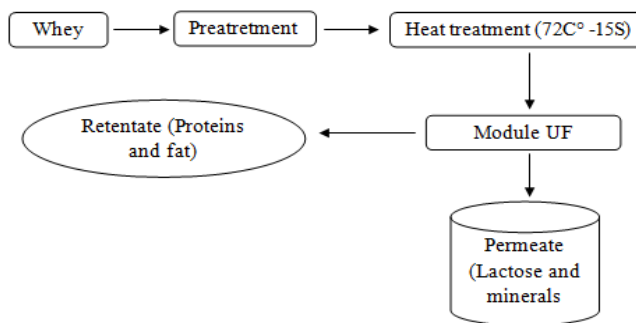 Whey
Preatretment
Heat treatment (72C° -15S)
Retentate (Proteins
and fat)
Module UF
Permeate
(Lactose and
minerals